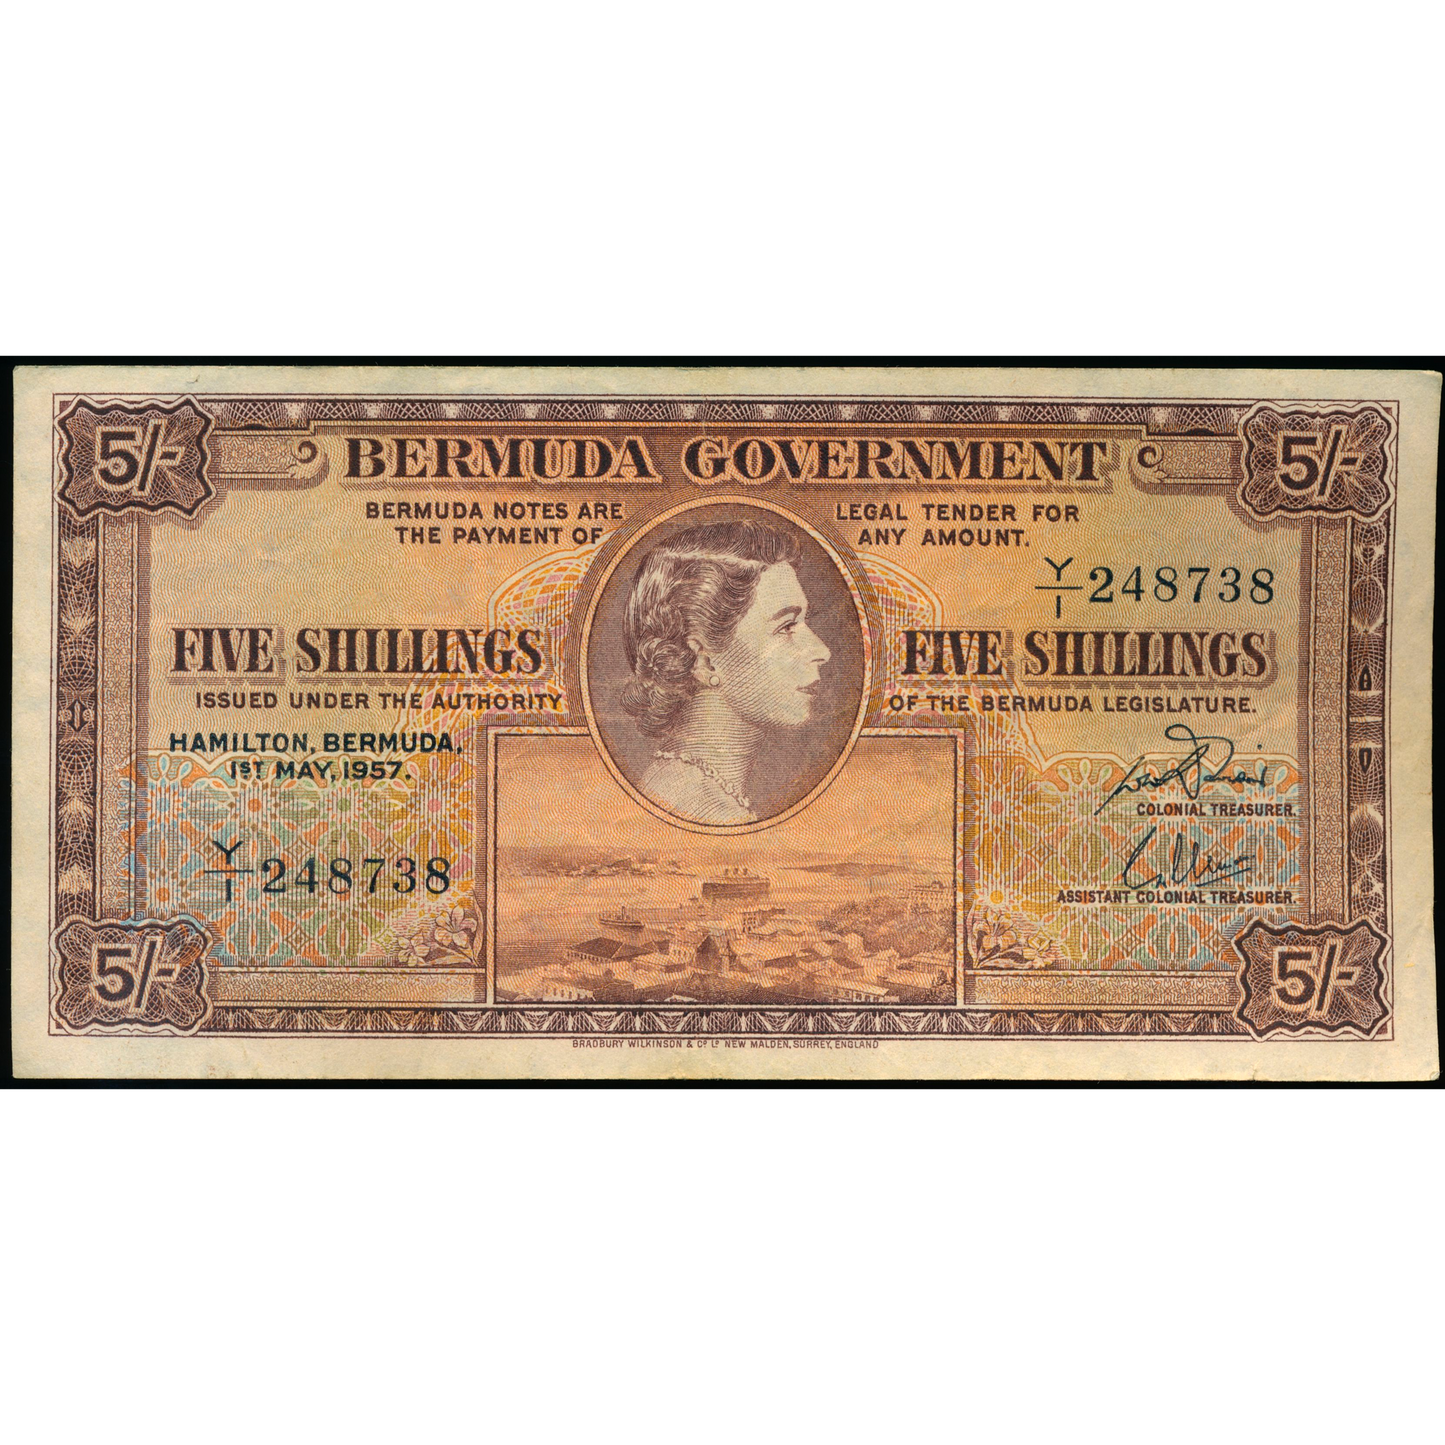 5/- 5/-
BERMUDA GOVERNMENT
BERMUDA NOTES ARE LEGAL TENDER FOR
THE PAYMENT OF ANY AMOUNT.
Y/1 248738
FIVE SHILLINGS FIVE SHILLINGS
ISSUED UNDER THE AUTHORITY OF THE BERMUDA LEGISLATURE.
HAMILTON, BERMUDA,
1ST MAY, 1957.
COLONIAL TREASURER.
Y/1 248738
ASSISTANT COLONIAL TREASURER.
5/- 5/-
BRADBURY WILKINSON & Cº Lº NEW MALDEN, SURREY, ENGLAND